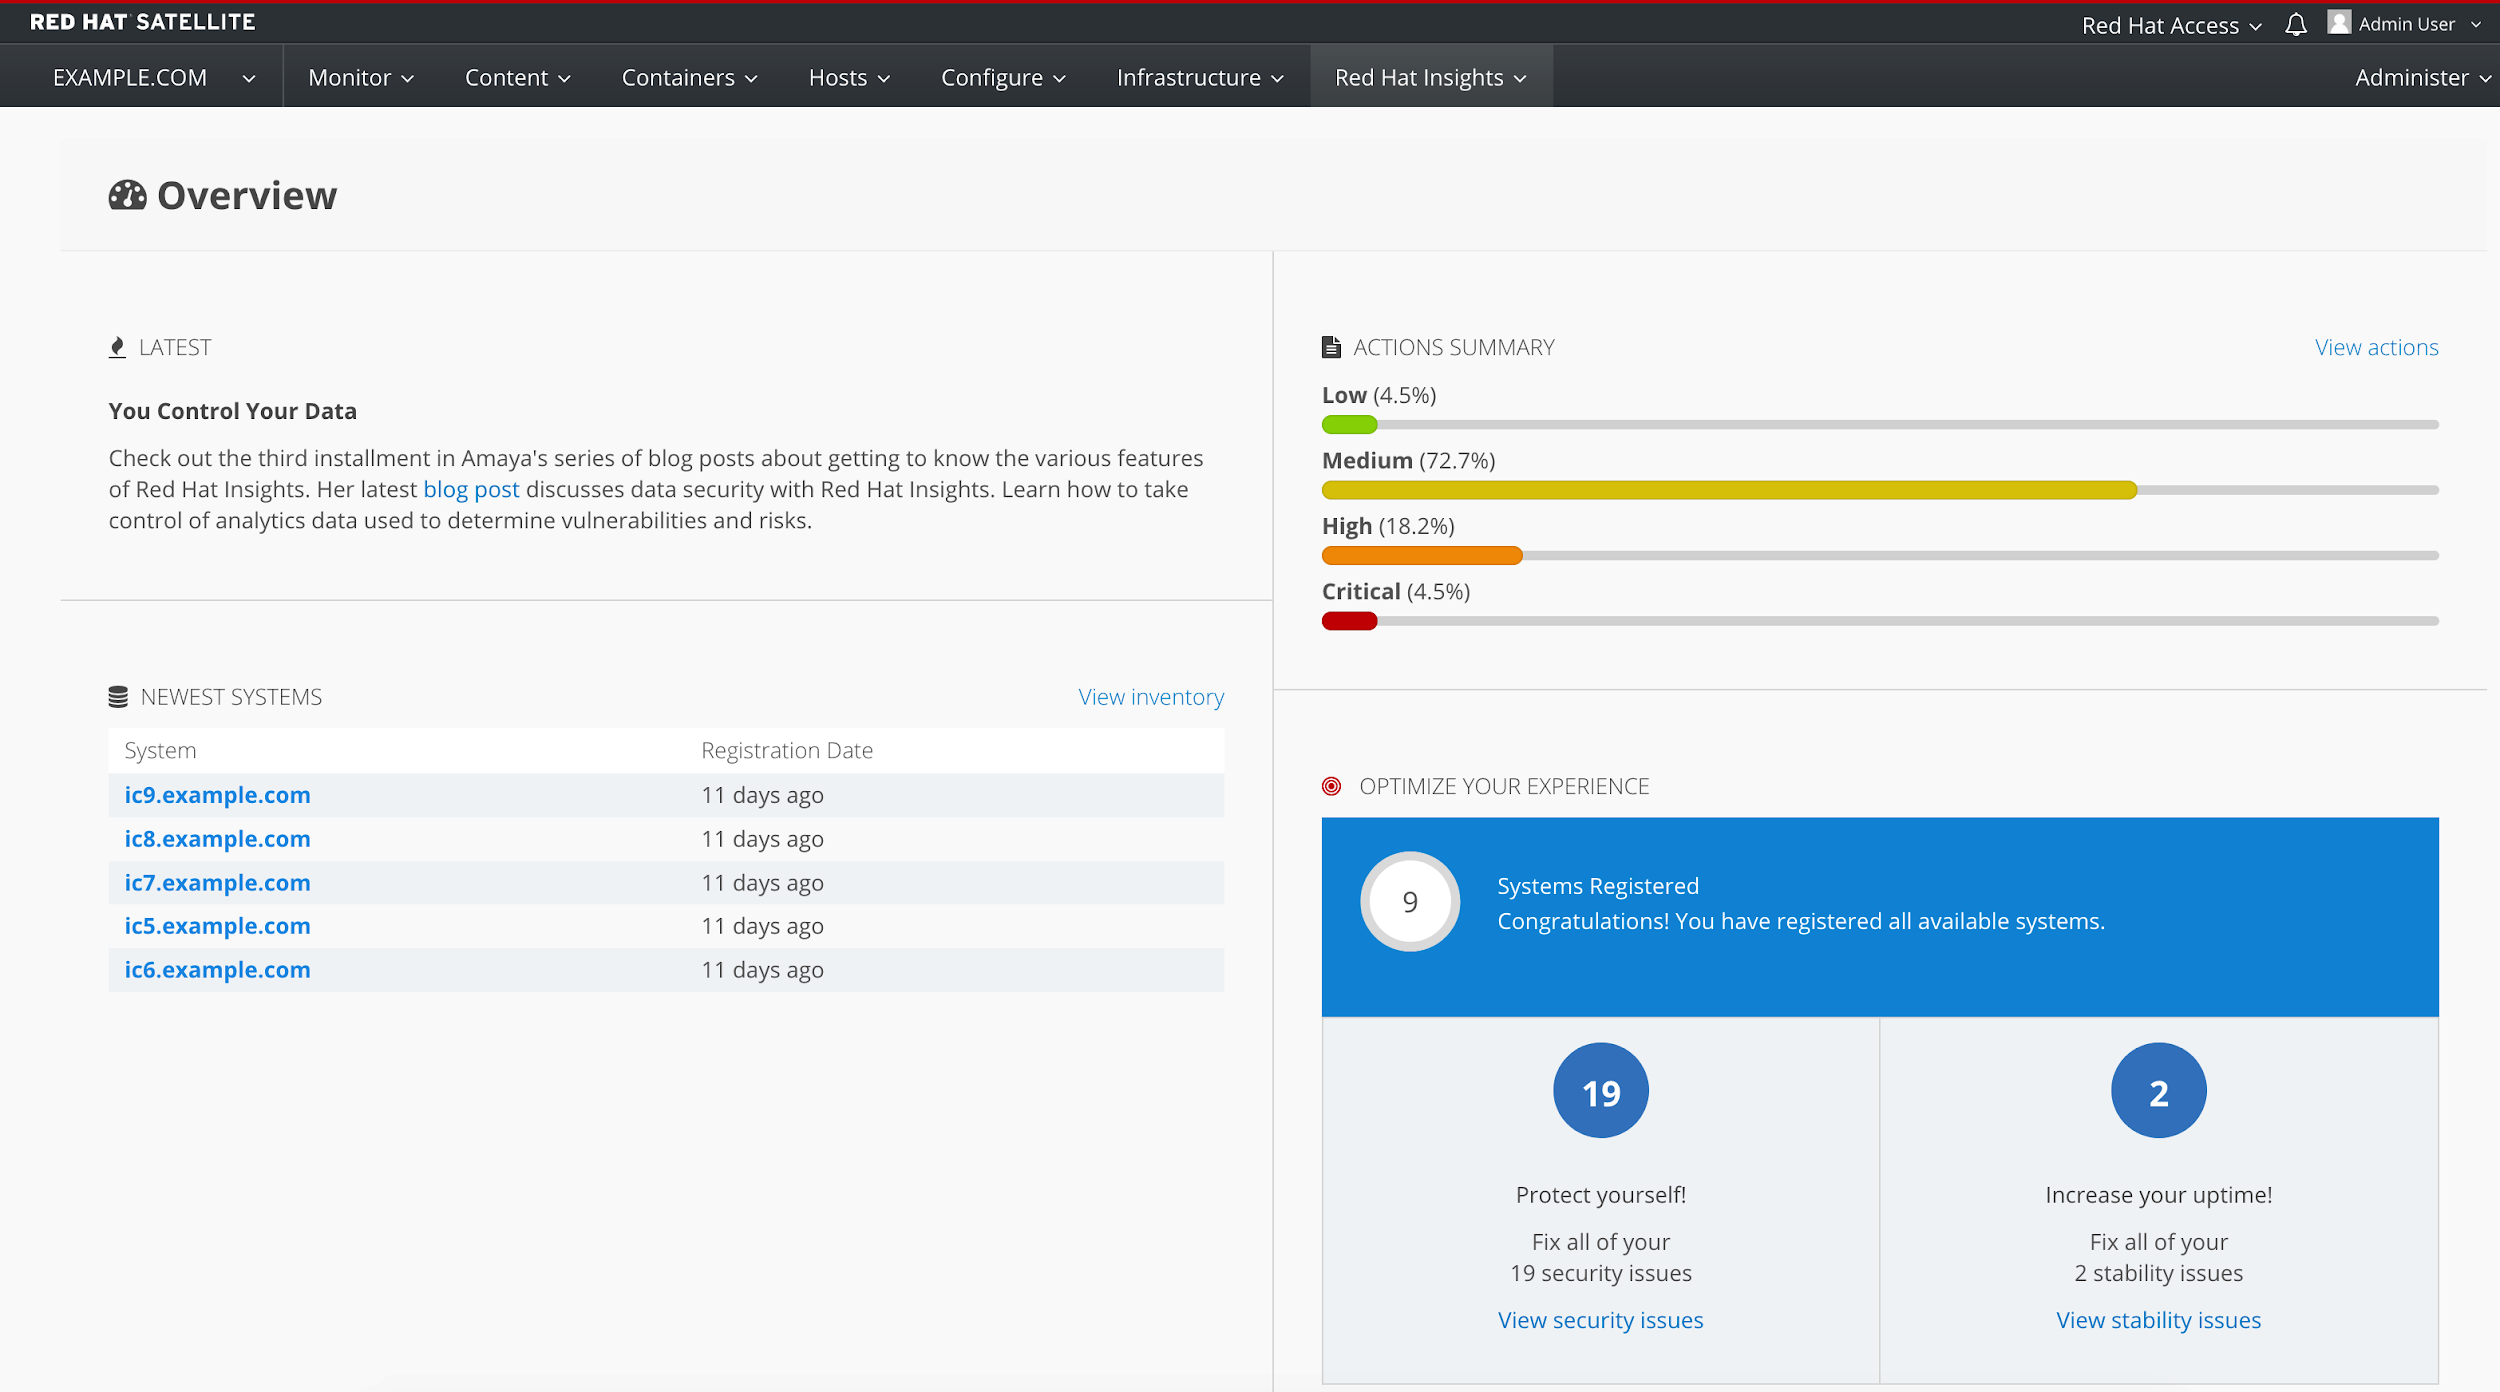 RED HAT SATELLITE
Red Hat Access
Admin User
EXAMPLE.COM
Monitor
Content
Containers
Hosts
Configure
Infrastructure
Red Hat Insights
Administer
Overview
LATEST
You Control Your Data
Check out the third installment in Amaya's series of blog posts about getting to know the various features
of Red Hat Insights. Her latest blog post discusses data security with Red Hat Insights. Learn how to take
control of analytics data used to determine vulnerabilities and risks.
NEWEST SYSTEMS
View inventory
System Registration Date
ic9.example.com 11 days ago
ic8.example.com 11 days ago
ic7.example.com 11 days ago
ic5.example.com 11 days ago
ic6.example.com 11 days ago
ACTIONS SUMMARY
View actions
Low (4.5%)
Medium (72.7%)
High (18.2%)
Critical (4.5%)
OPTIMIZE YOUR EXPERIENCE
9
Systems Registered
Congratulations! You have registered all available systems.
19
Protect yourself!
Fix all of your
19 security issues
View security issues
2
Increase your uptime!
Fix all of your
2 stability issues
View stability issues